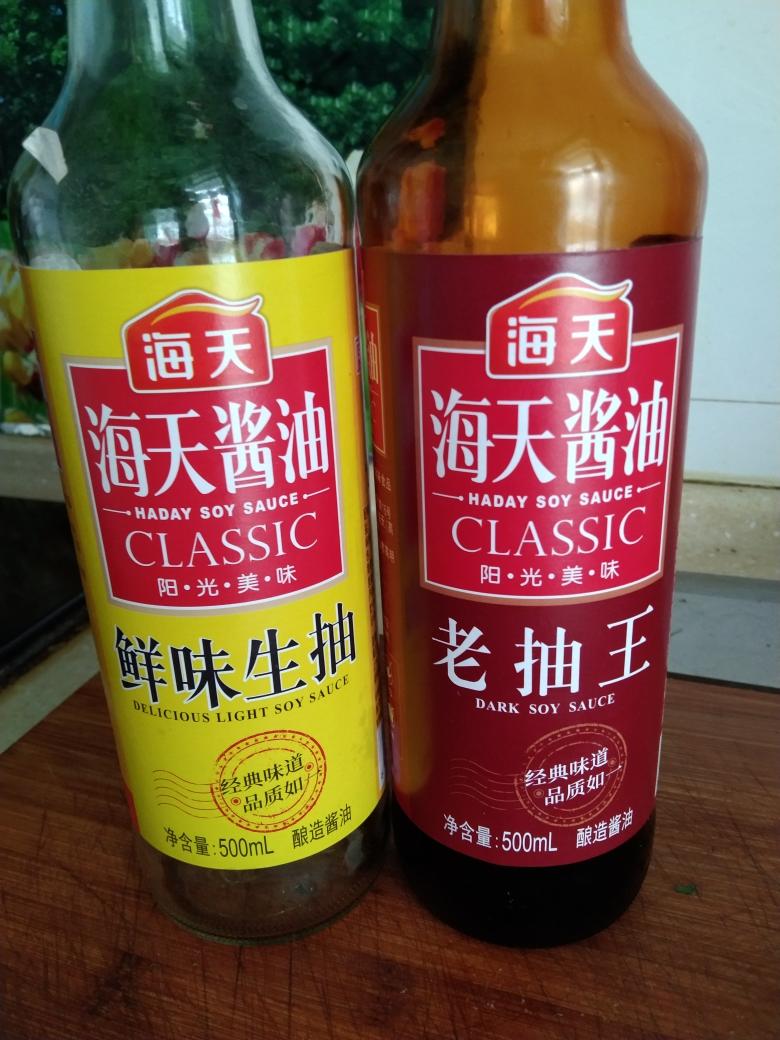 海天
海天酱油
HADAY SOY SAUCE
CLASSIC
阳·光·美·味
鲜味生抽
DELICIOUS LIGHT SOY SAUCE
经典味道
品质如一
净含量:500mL 酿造酱油
海天
海天酱油
HADAY SOY SAUCE
CLASSIC
阳·光·美·味
老抽王
DARK SOY SAUCE
经典味道
品质如一
净含量:500mL 酿造酱油